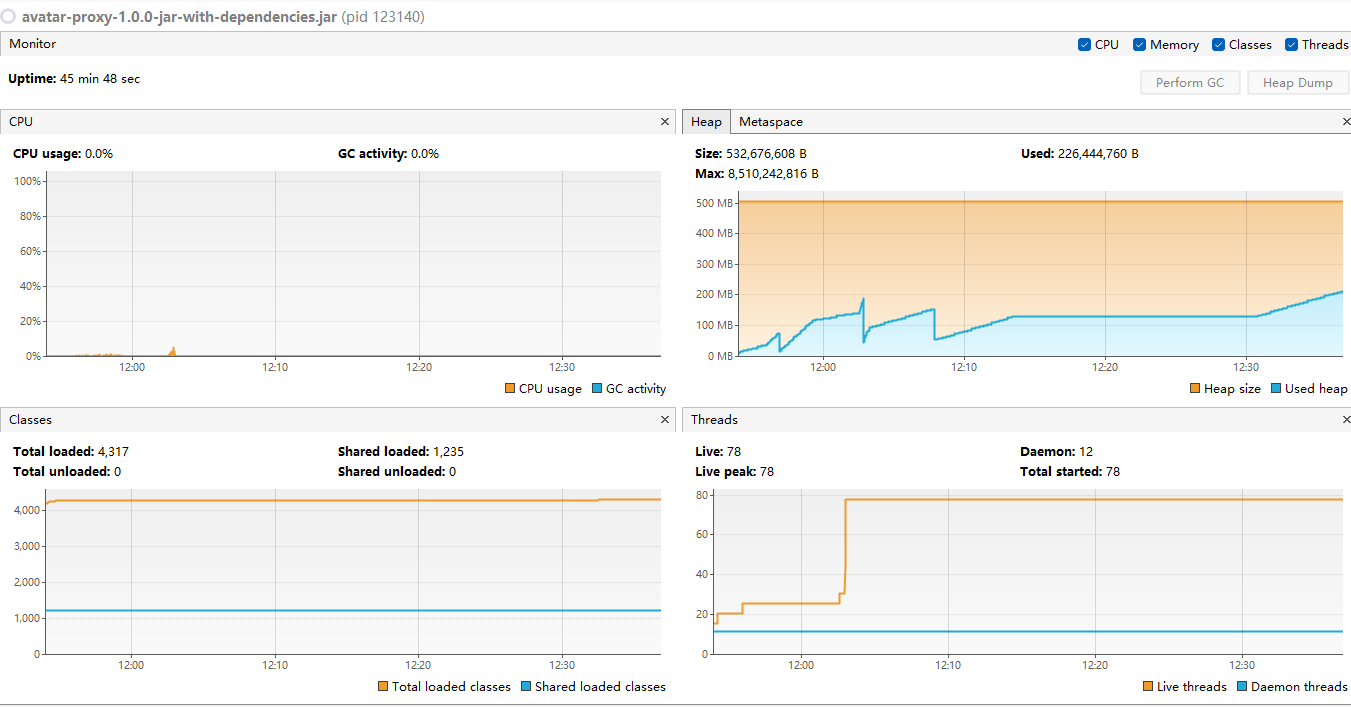 avatar-proxy-1.0.0-jar-with-dependencies.jar (pid 123140)
Monitor
CPU Memory Classes Threads
Uptime: 45 min 48 sec
Perform GC Heap Dump
CPU
CPU usage: 0.0% GC activity: 0.0%
100%
80%
60%
40%
20%
0%
12:00 12:10 12:20 12:30
CPU usage GC activity
Heap Metaspace
Size: 532,676,608 B Used: 226,444,760 B
Max: 8,510,242,816 B
500 MB
400 MB
300 MB
200 MB
100 MB
0 MB
12:00 12:10 12:20 12:30
Heap size Used heap
Classes
Total loaded: 4,317 Shared loaded: 1,235
Total unloaded: 0 Shared unloaded: 0
4,000
3,000
2,000
1,000
0
12:00 12:10 12:20 12:30
Total loaded classes Shared loaded classes
Threads
Live: 78 Daemon: 12
Live peak: 78 Total started: 78
80
60
40
20
0
12:00 12:10 12:20 12:30
Live threads Daemon threads